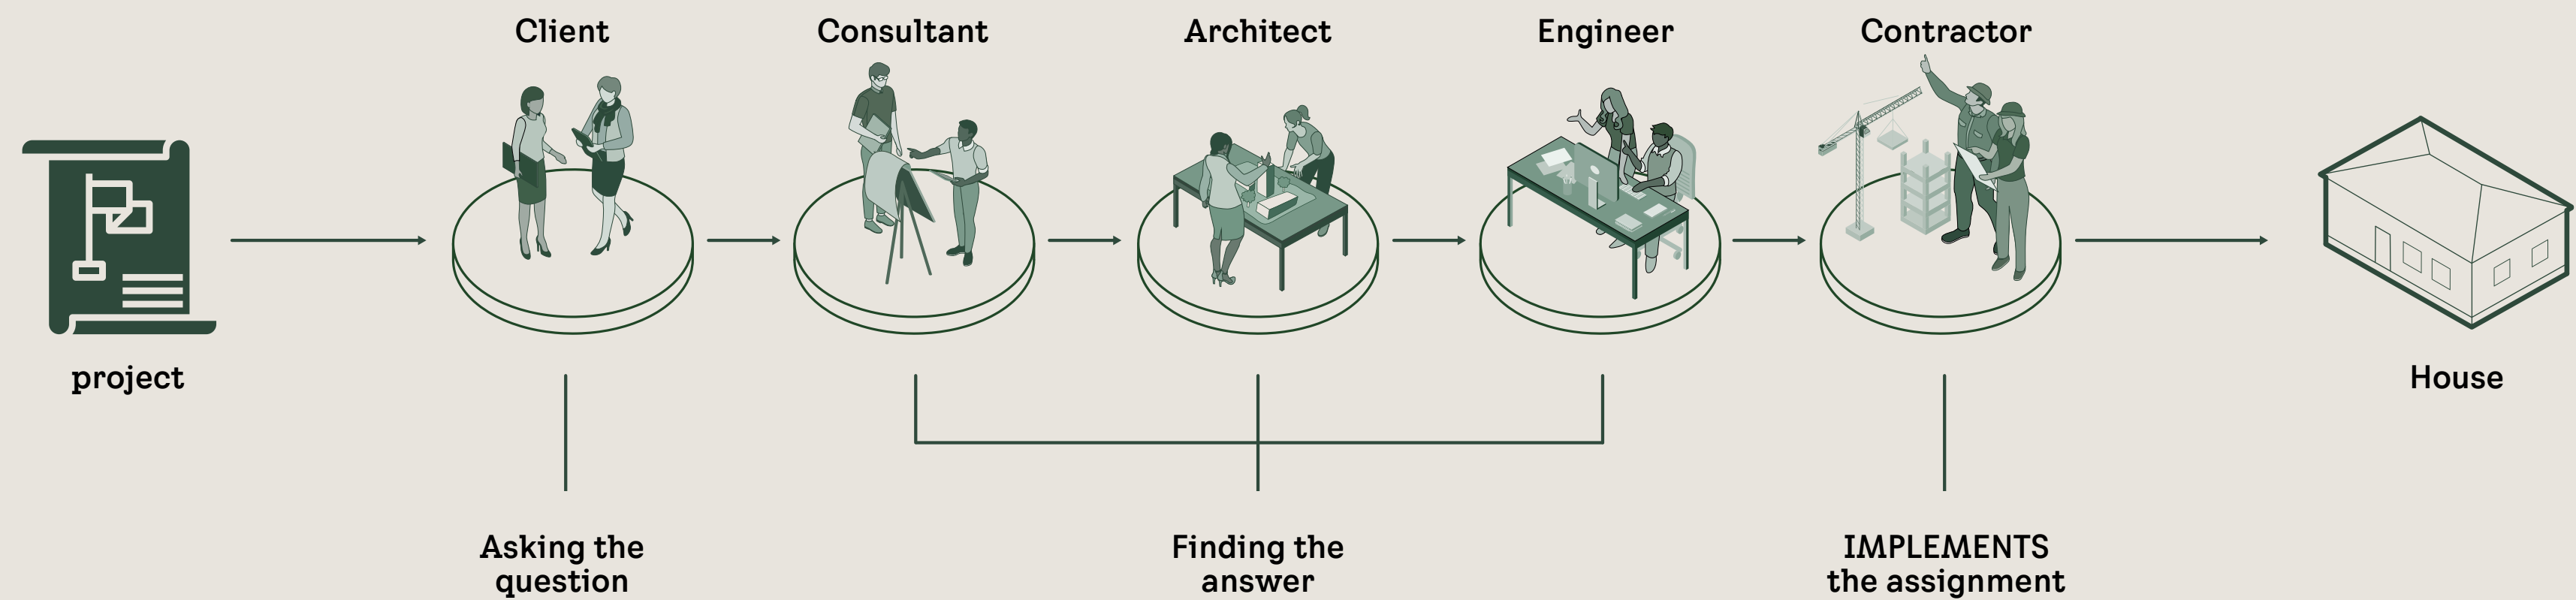 Client
Consultant
Architect
Engineer
Contractor
project
House
Asking the
question
Finding the
answer
IMPLEMENTS
the assignment